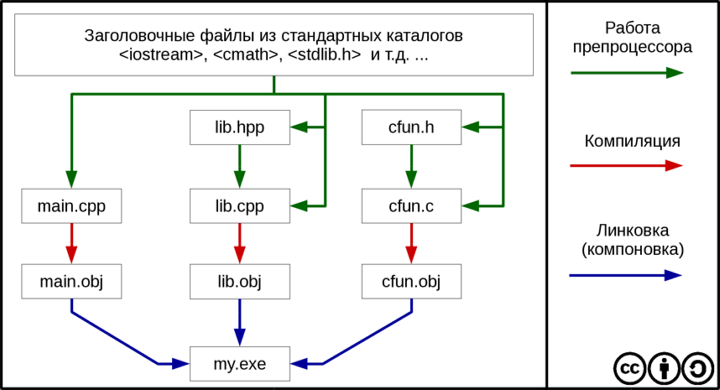 Заголовочные файлы из стандартных каталогов
<iostream>, <cmath>, <stdlib.h> и т.д. ...
lib.hpp
cfun.h
main.cpp
lib.cpp
cfun.c
main.obj
lib.obj
cfun.obj
my.exe
Работа
препроцессора
Компиляция
Линковка
(компоновка)
cc